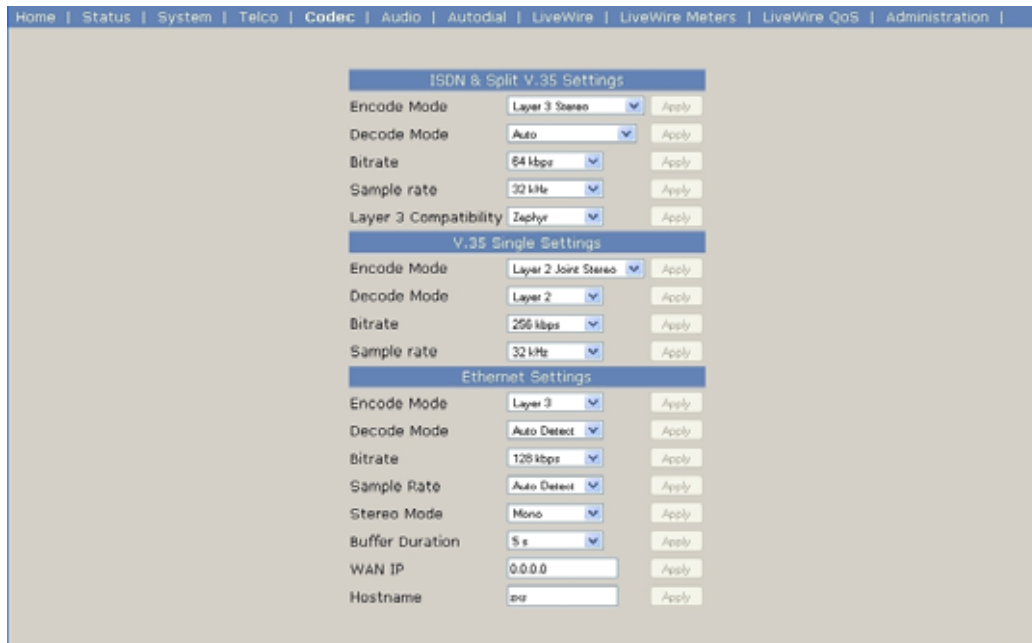 Home | Status | System | Telco | Codec | Audio | Autodial | LiveWire | LiveWire Meters | LiveWire QoS | Administration |
ISDN & Split V.35 Settings
Encode Mode Layer 3 Stereo Apply
Decode Mode Auto Apply
Bitrate 64 kbps Apply
Sample rate 32 kHz Apply
Layer 3 Compatibility Zephyr Apply
V.35 Single Settings
Encode Mode Layer 2 Joint Stereo Apply
Decode Mode Layer 2 Apply
Bitrate 256 kbps Apply
Sample rate 32 kHz Apply
Ethernet Settings
Encode Mode Layer 3 Apply
Decode Mode Auto Detect Apply
Bitrate 128 kbps Apply
Sample Rate Auto Detect Apply
Stereo Mode Mono Apply
Buffer Duration 5 s Apply
WAN IP 0.0.0.0 Apply
Hostname Apply